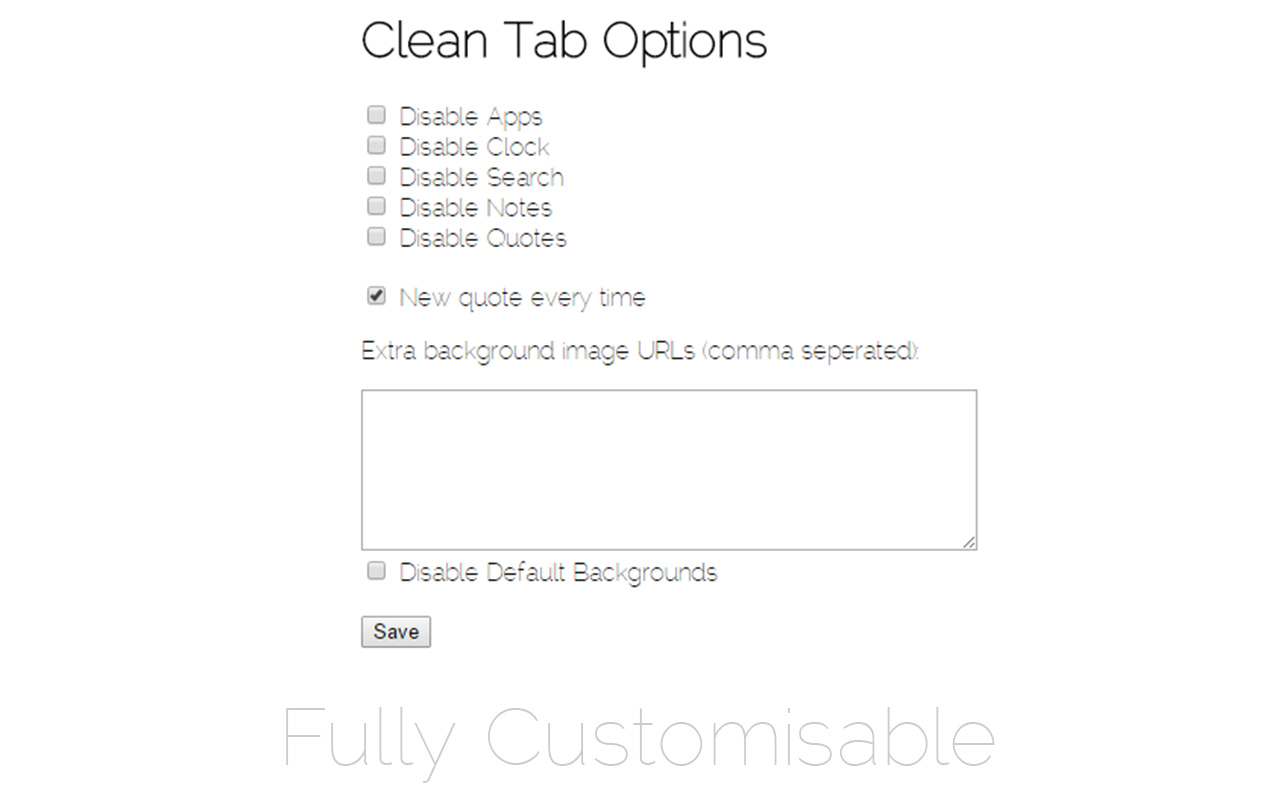 Clean Tab Options
Disable Apps
Disable Clock
Disable Search
Disable Notes
Disable Quotes
New quote every time
Extra background image URLs (comma seperated):
Disable Default Backgrounds
Save
Fully Customisable